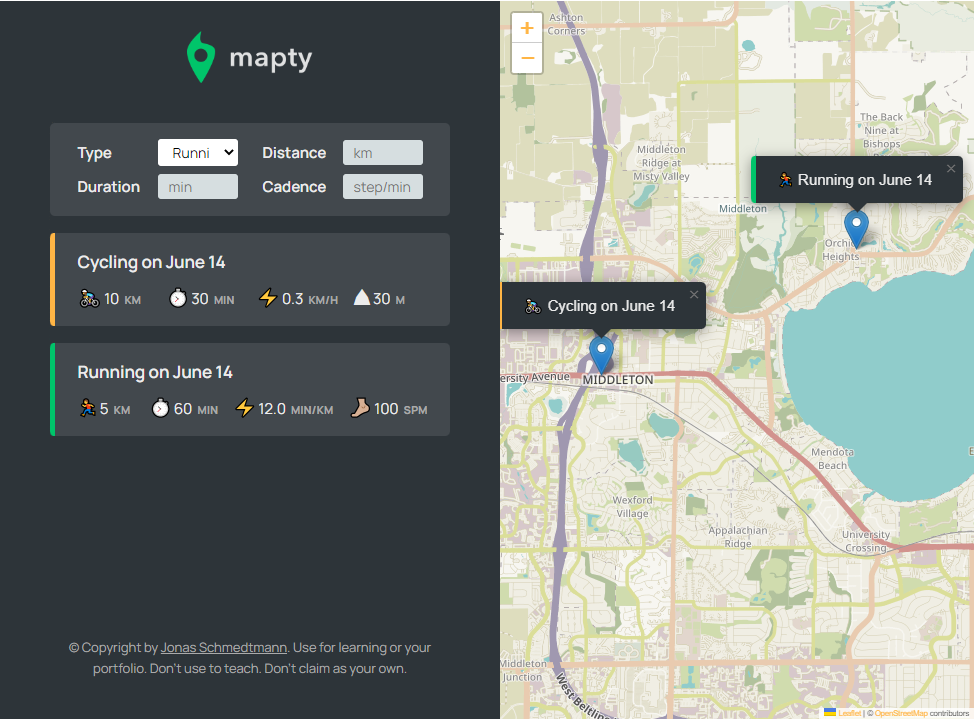 mapty
Type Runni Distance km
Duration min Cadence step/min
Cycling on June 14
10 KM 30 MIN 0.3 KM/H 30 M
Running on June 14
5 KM 60 MIN 12.0 MIN/KM 100 SPM
© Copyright by Jonas Schmedtmann. Use for learning or your
portfolio. Don't use to teach. Don't claim as your own.
+
−
Ashton
Corners
The Back
Nine at
Bishops
Middleton
Ridge at
Misty Valley
× Running on June 14
Middleton
Orchid
Heights
× Cycling on June 14
ersity Avenue
MIDDLETON
Mendota
Beach
Wexford
Village
Appalachian
Ridge
University
Crossing
Middleton
Junction
West Beltline
Leaflet | © OpenStreetMap contributors